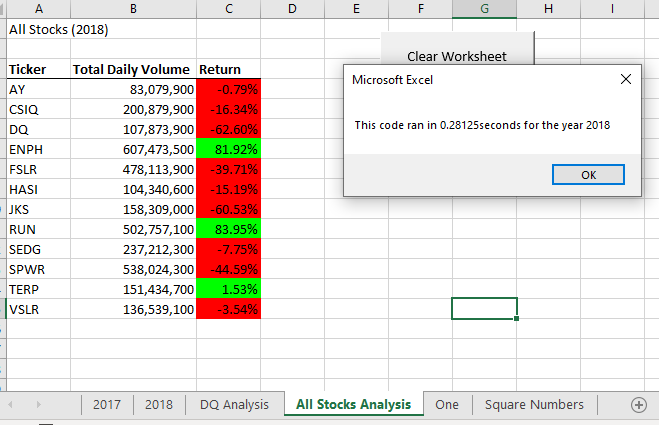 A B C D E F G H I
All Stocks (2018)
Clear Worksheet
Ticker Total Daily Volume Return
AY 83,079,900 -0.79%
CSIQ 200,879,900 -16.34%
DQ 107,873,900 -62.60%
ENPH 607,473,500 81.92%
FSLR 478,113,900 -39.71%
HASI 104,340,600 -15.19%
JKS 158,309,000 -60.53%
RUN 502,757,100 83.95%
SEDG 237,212,300 -7.75%
SPWR 538,024,300 -44.59%
TERP 151,434,700 1.53%
VSLR 136,539,100 -3.54%
Microsoft Excel
This code ran in 0.28125seconds for the year 2018
OK
2017 2018 DQ Analysis All Stocks Analysis One Square Numbers